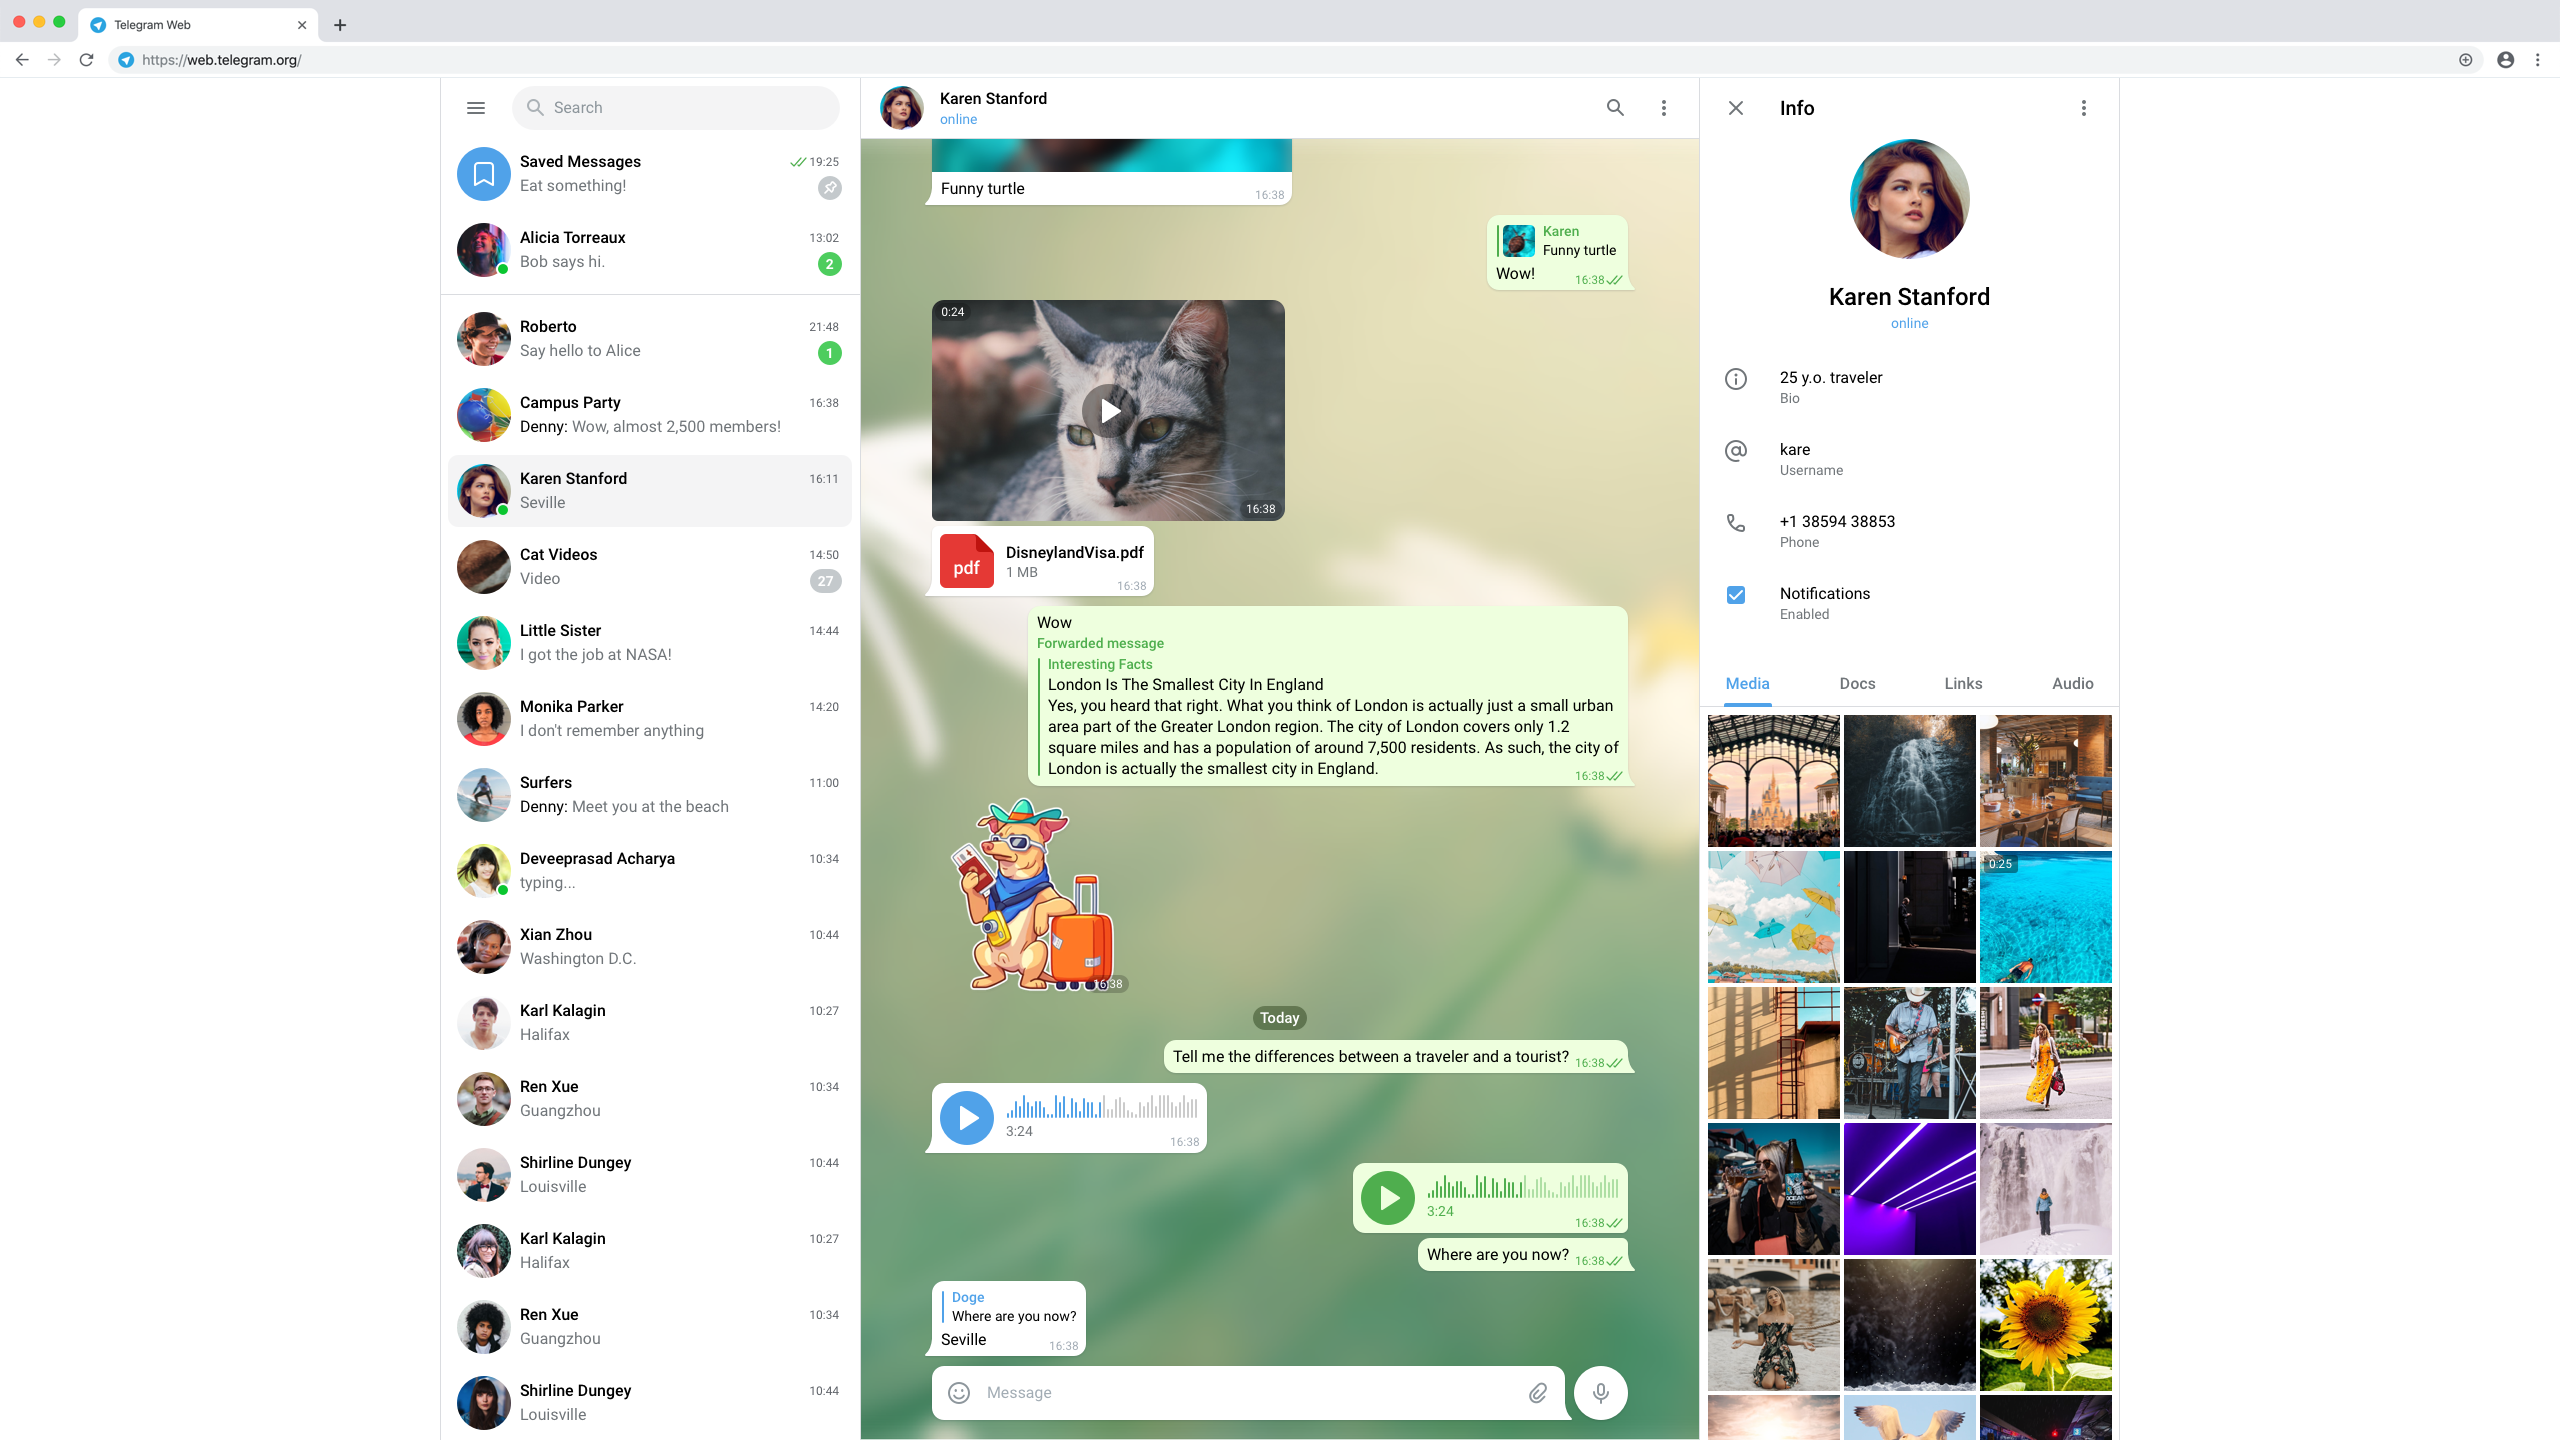 Telegram Web
https://web.telegram.org/
Search
Saved Messages
19:25
Eat something!
Alicia Torreaux
13:02
Bob says hi.
2
Roberto
21:48
Say hello to Alice
1
Campus Party
16:38
Denny: Wow, almost 2,500 members!
Karen Stanford
16:11
Seville
Cat Videos
14:50
Video
27
Little Sister
14:44
I got the job at NASA!
Monika Parker
14:20
I don't remember anything
Surfers
11:00
Denny: Meet you at the beach
Deveeprasad Acharya
10:34
typing...
Xian Zhou
10:44
Washington D.C.
Karl Kalagin
10:27
Halifax
Ren Xue
10:34
Guangzhou
Shirline Dungey
10:44
Louisville
Karl Kalagin
10:27
Halifax
Ren Xue
10:34
Guangzhou
Shirline Dungey
10:44
Louisville
Karen Stanford
online
Funny turtle
16:38
Karen
Funny turtle
Wow!
16:38
0:24
16:38
pdf
DisneylandVisa.pdf
1 MB
16:38
Wow
Forwarded message
Interesting Facts
London Is The Smallest City In England
Yes, you heard that right. What you think of London is actually just a small urban
area part of the Greater London region. The city of London covers only 1.2
square miles and has a population of around 7,500 residents. As such, the city of
London is actually the smallest city in England.
16:38
16:38
Today
Tell me the differences between a traveler and a tourist?
16:38
3:24
16:38
3:24
16:38
Where are you now?
16:38
Doge
Where are you now?
Seville
16:38
Message
Info
Karen Stanford
online
25 y.o. traveler
Bio
kare
Username
+1 38594 38853
Phone
Notifications
Enabled
Media
Docs
Links
Audio
0:25